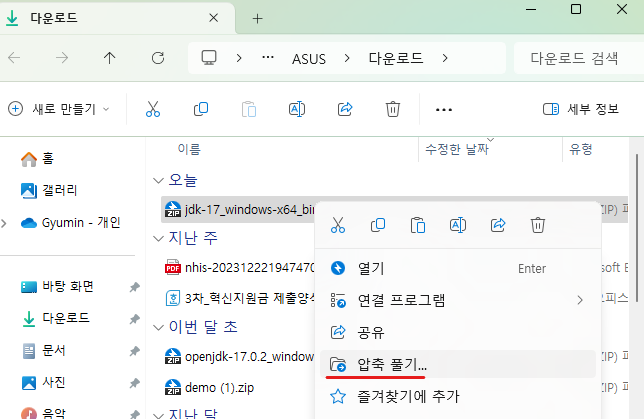 다운로드
ASUS
다운로드
다운로드 검색
새로 만들기
세부 정보
이름
수정한 날짜
유형
홈
갤러리
Gyumin - 개인
바탕 화면
다운로드
문서
사진
음악
오늘
ZIP
jdk-17_windows-x64_bin
ZIP) 파
지난 주
PDF
nhis-20231222194747
3차_혁신지원금 제출양식
이번 달 초
ZIP
openjdk-17.0.2_window
ZIP
demo (1).zip
지난 달
열기
Enter
연결 프로그램
공유
압축 풀기...
즐겨찾기에 추가